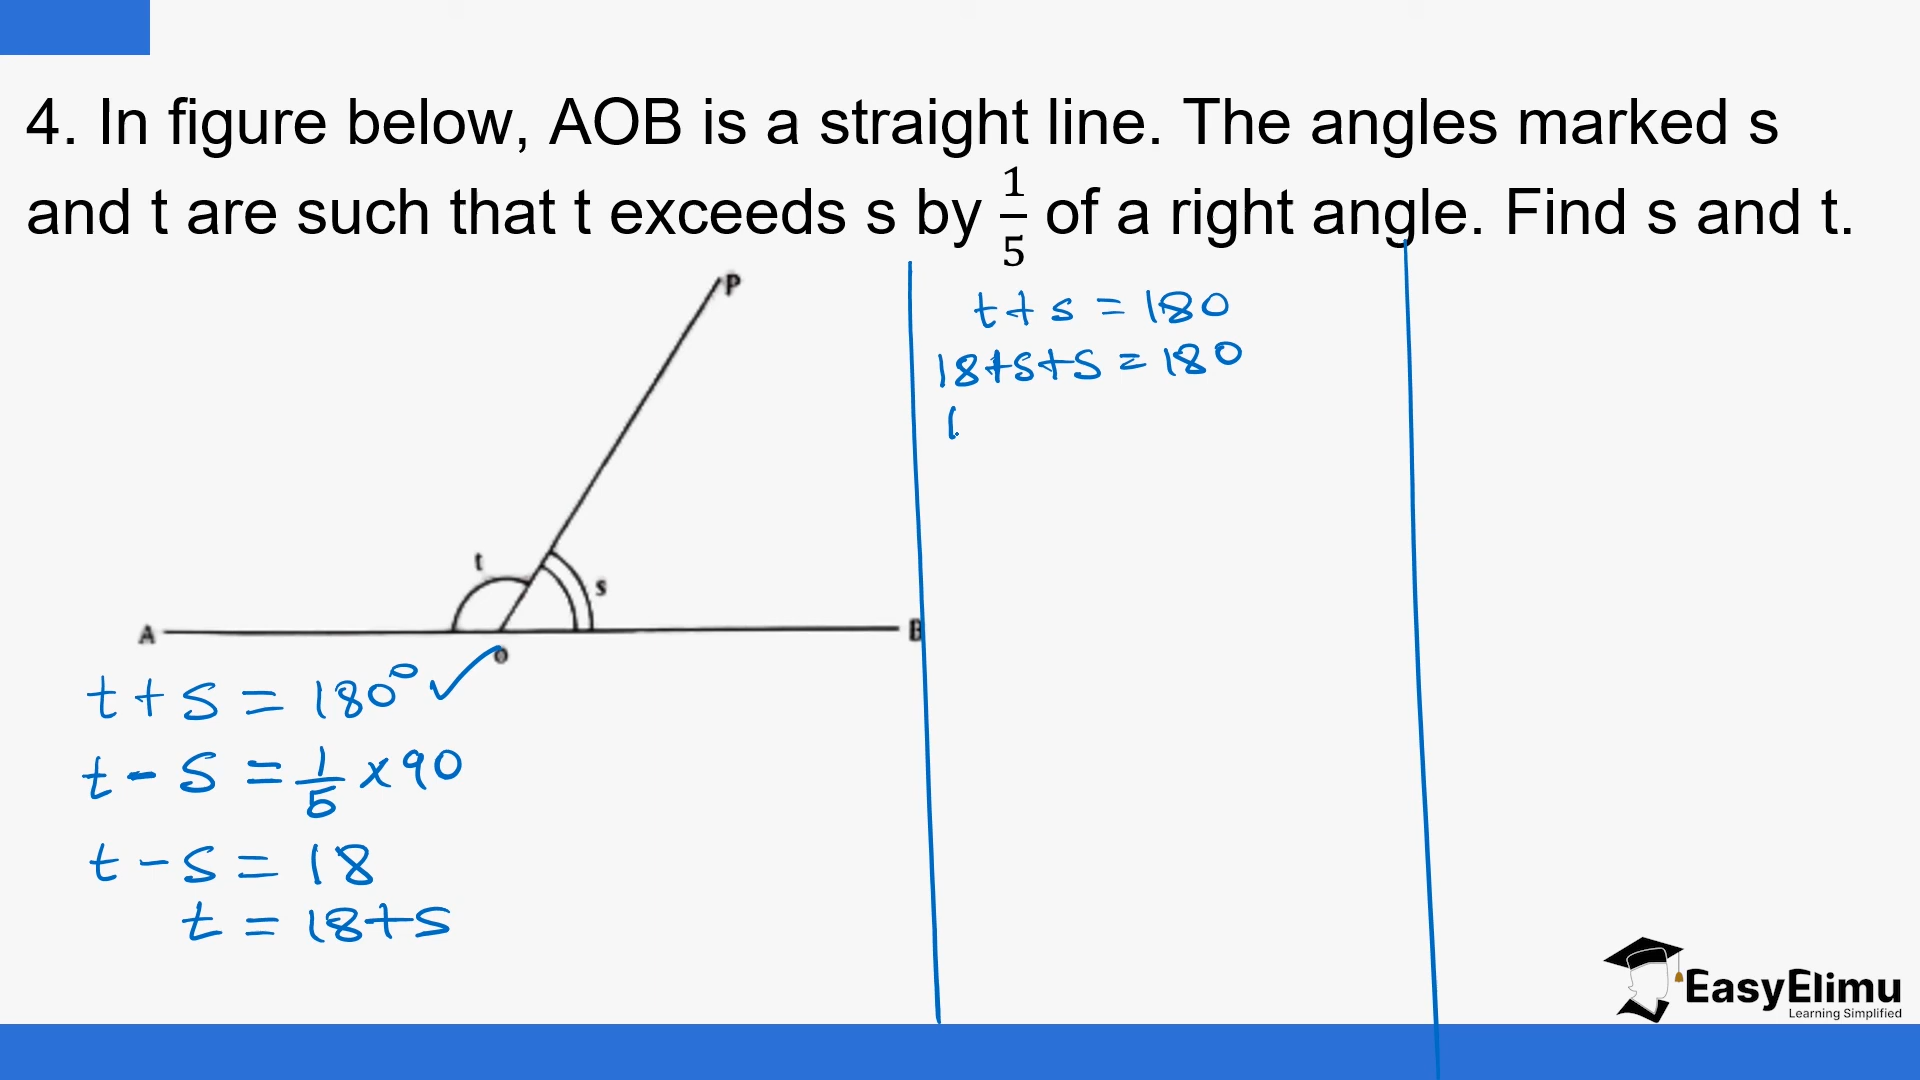 4. In figure below, AOB is a straight line. The angles marked s
and t are such that t exceeds s by 1/5 of a right angle. Find s and t.
P
t
s
A
B
O
t + s = 180°✓
t - s = 1/5 x 90
t - s = 18
t = 18+s
t + s = 180
18+s+s = 180
EasyElimu
Learning Simplified